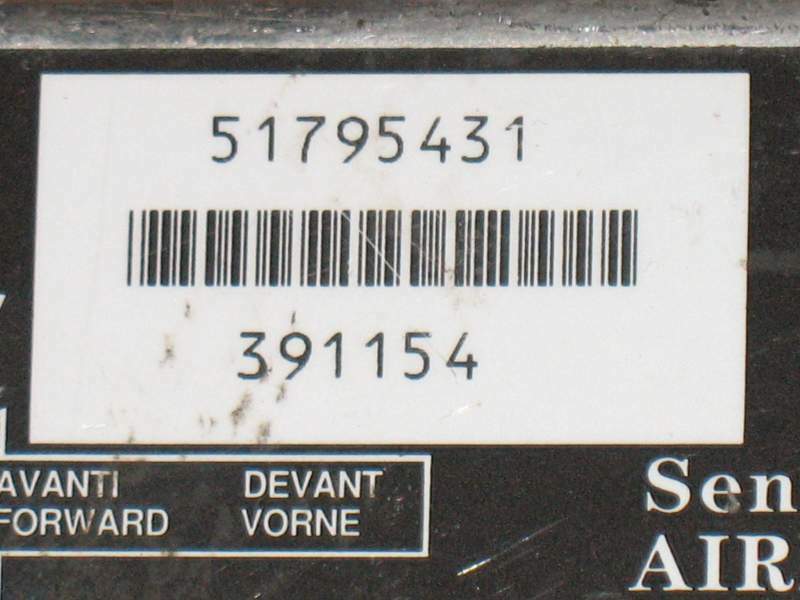 51795431
391154
AVANTI DEVANT
FORWARD VORNE
Sen
AIR